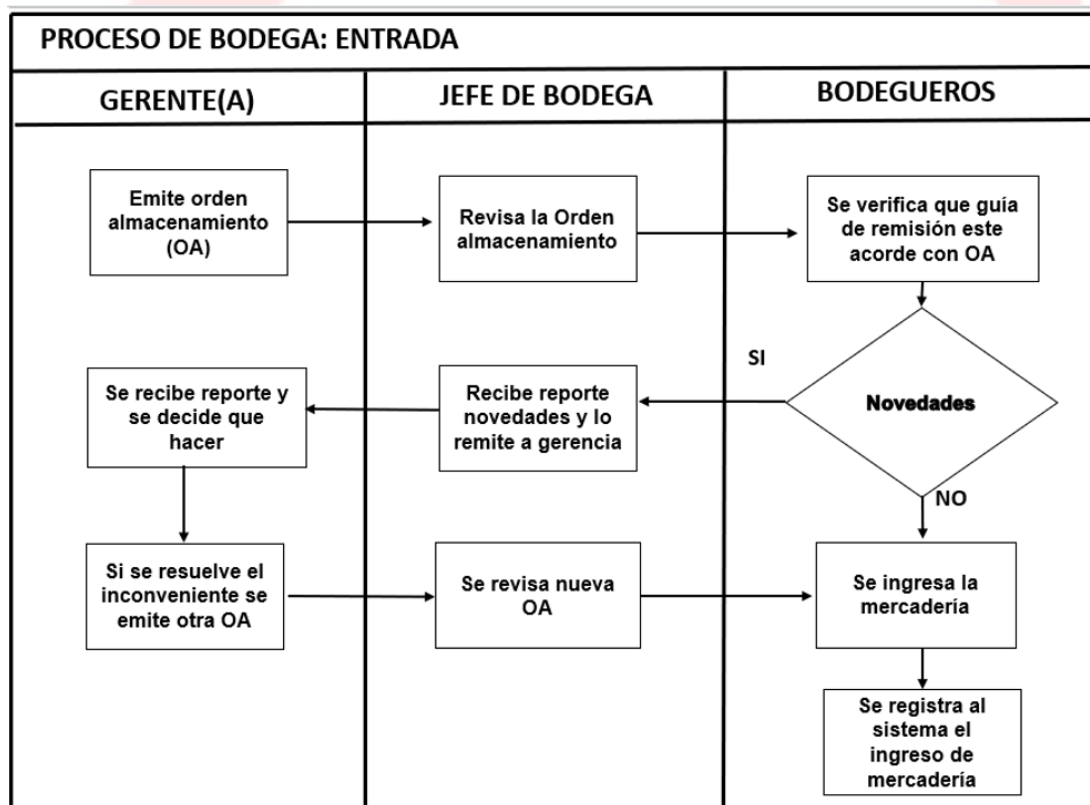 PROCESO DE BODEGA: ENTRADA
GERENTE(A)
JEFE DE BODEGA
BODEGUEROS
Emite orden
almacenamiento
(OA)
Revisa la Orden
almacenamiento
Se verifica que guía
de remisión este
acorde con OA
SI
Se recibe reporte y
se decide que
hacer
Recibe reporte
novedades y lo
remite a gerencia
Novedades
NO
Si se resuelve el
inconveniente se
emite otra OA
Se revisa nueva
OA
Se ingresa la
mercadería
Se registra al
sistema el
ingreso de
mercadería